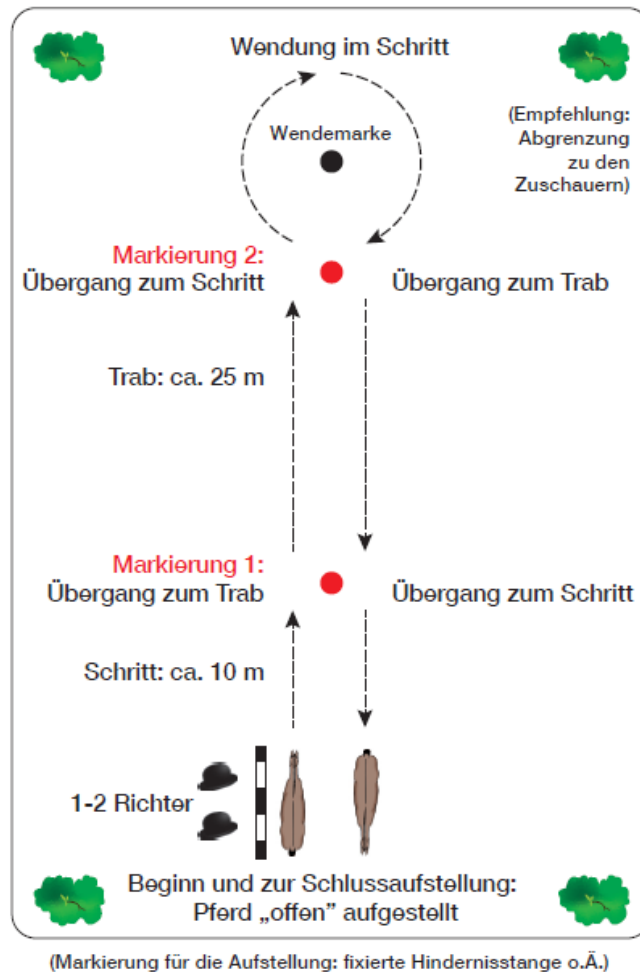 Wendung im Schritt
Wendemarke
(Empfehlung:
Abgrenzung
zu den
Zuschauern)
Markierung 2:
Übergang zum Schritt
Übergang zum Trab
Trab: ca. 25 m
Markierung 1:
Übergang zum Trab
Übergang zum Schritt
Schritt: ca. 10 m
1-2 Richter
Beginn und zur Schlussaufstellung:
Pferd „offen” aufgestellt
(Markierung für die Aufstellung: fixierte Hindernisstange o.Ä.)